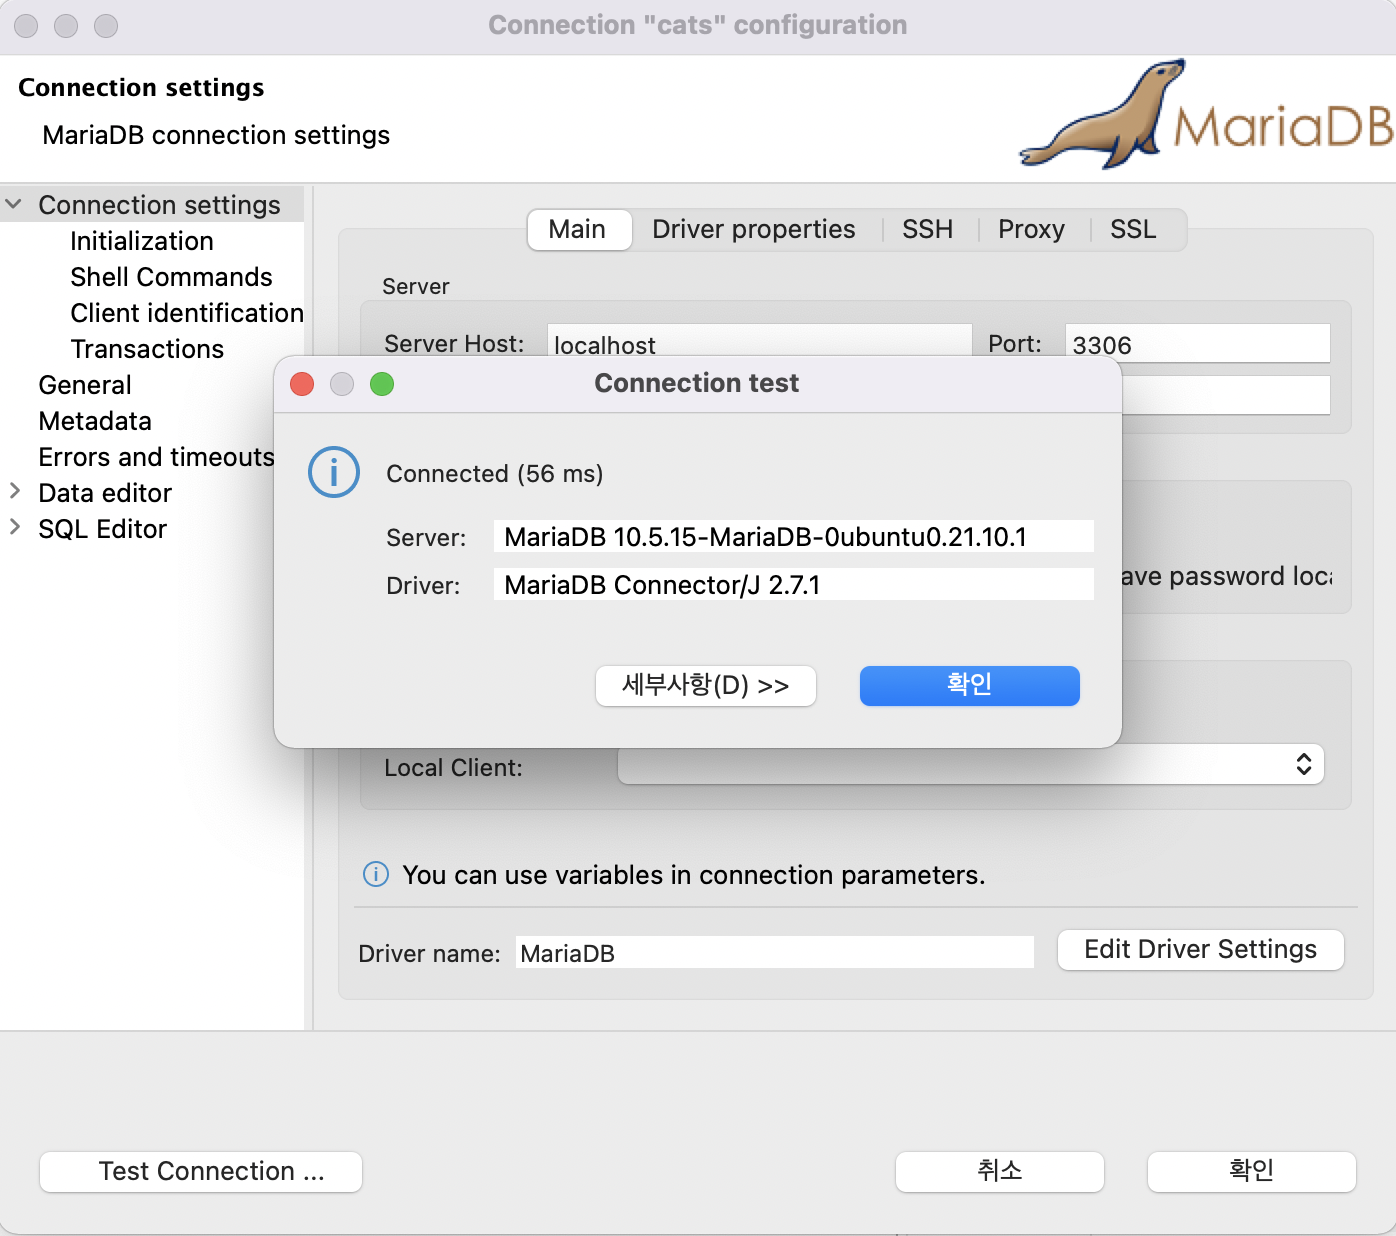 Connection "cats" configuration
Connection settings
MariaDB connection settings
MariaDB
Connection settings
Initialization
Shell Commands
Client identification
Transactions
General
Metadata
Errors and timeouts
Data editor
SQL Editor
Main Driver properties SSH Proxy SSL
Server
Server Host: localhost Port: 3306
Connection test
Connected (56 ms)
Server: MariaDB 10.5.15-MariaDB-0ubuntu0.21.10.1
Driver: MariaDB Connector/J 2.7.1
세부사항(D) >> 확인
password
Local Client:
You can use variables in connection parameters.
Driver name: MariaDB Edit Driver Settings
Test Connection ... 취소 확인